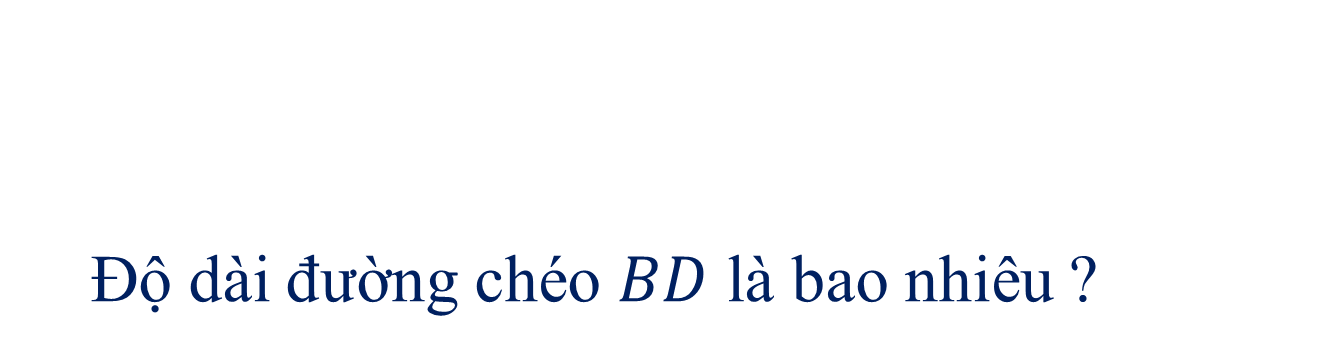 Độ dài đường chéo BD là bao nhiêu ?